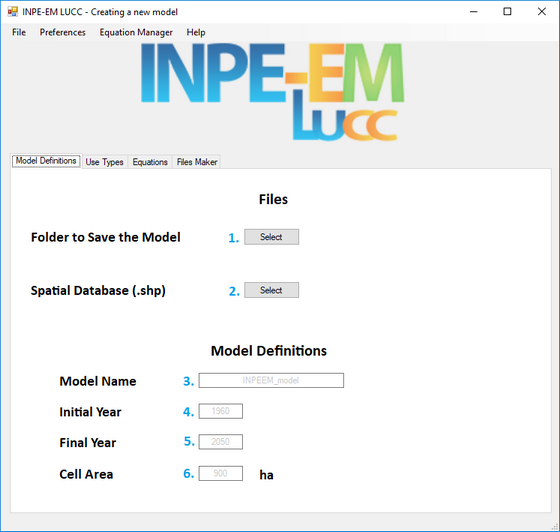 INPE-EM LUCC - Creating a new model
File Preferences Equation Manager Help
INPE-EM
LUCC
Model Definitions Use Types Equations Files Maker
Files
Folder to Save the Model 1. Select
Spatial Database (.shp) 2. Select
Model Definitions
Model Name 3. INPEEM_model
Initial Year 4. 1960
Final Year 5. 2050
Cell Area 6. 900 ha